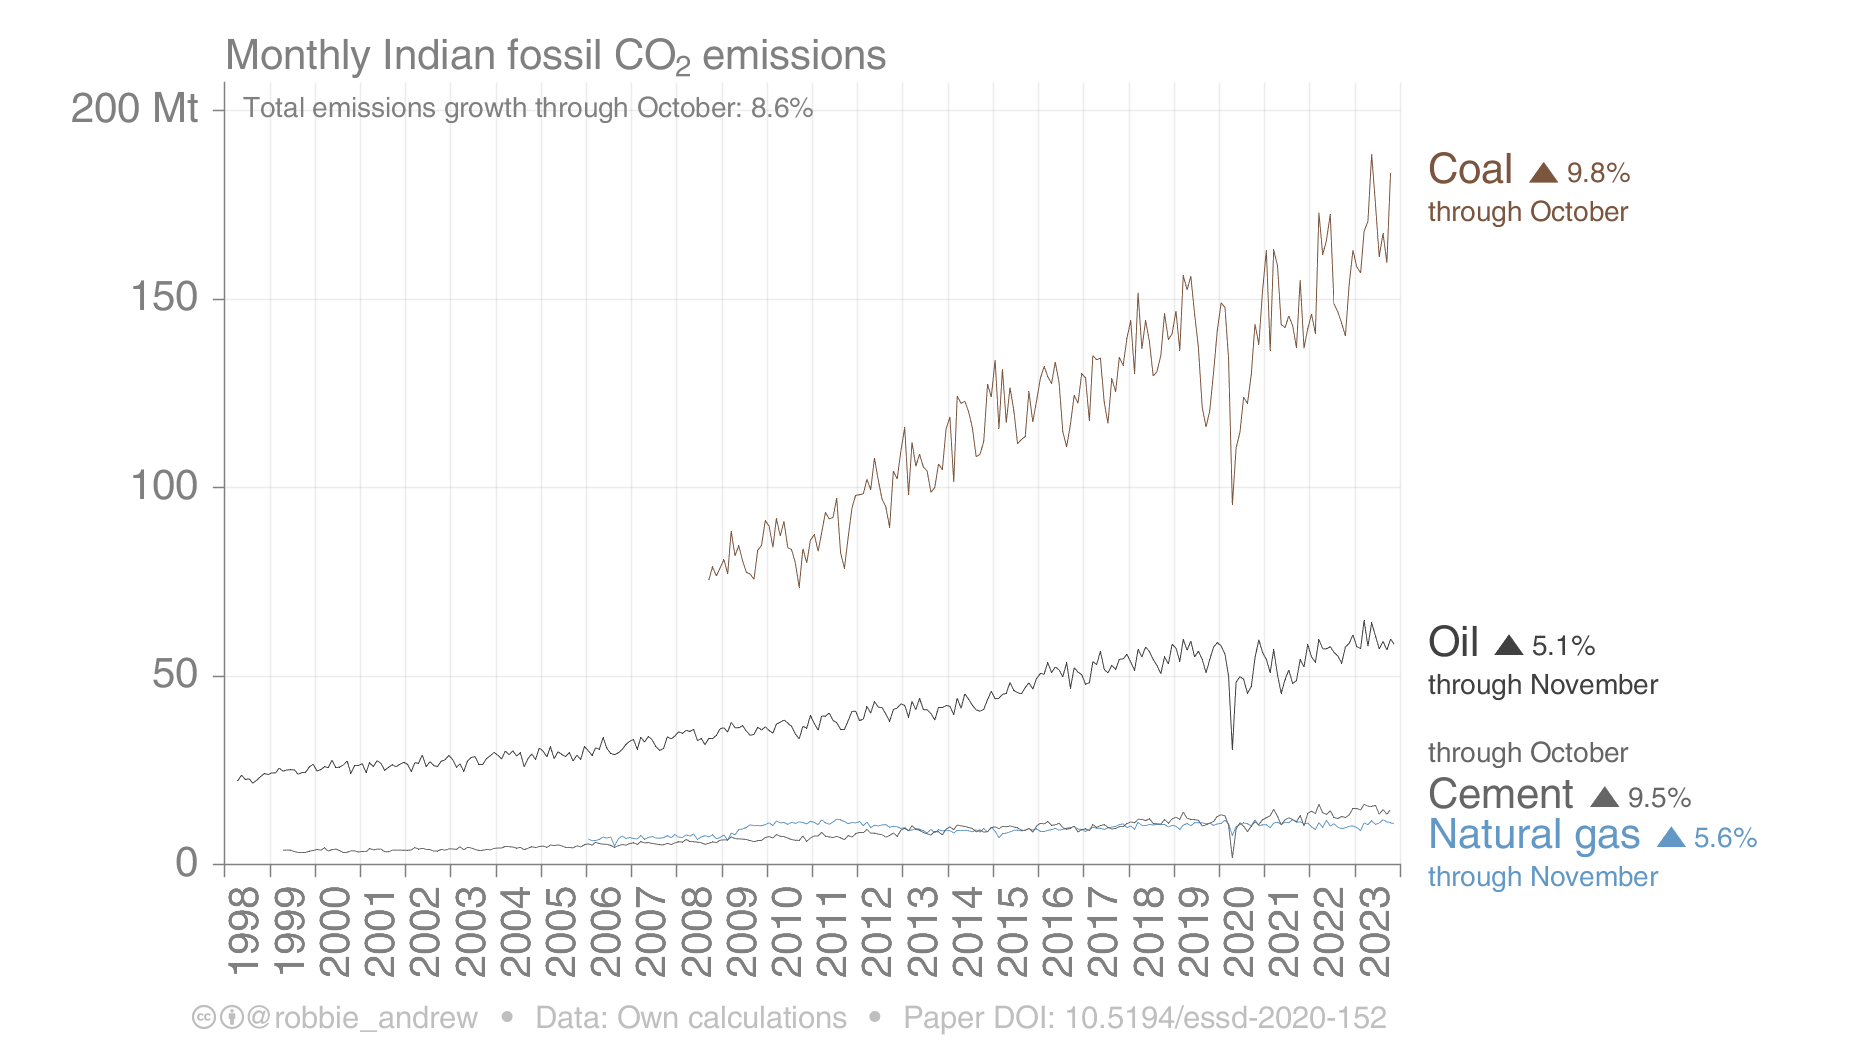 Monthly Indian fossil CO₂ emissions
Total emissions growth through October: 8.6%
200 Mt
150
100
50
0
Coal ▲ 9.8%
through October
Oil ▲ 5.1%
through November
through October
Cement ▲ 9.5%
Natural gas ▲ 5.6%
through November
1998 1999 2000 2001 2002 2003 2004 2005 2006 2007 2008 2009 2010 2011 2012 2013 2014 2015 2016 2017 2018 2019 2020 2021 2022 2023
@robbie_andrew • Data: Own calculations • Paper DOI: 10.5194/essd-2020-152